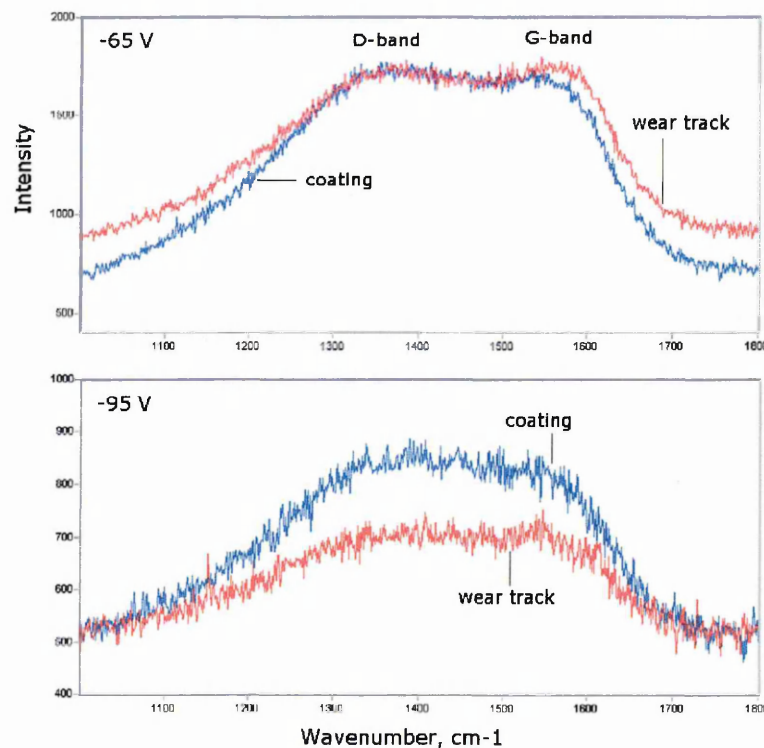 2000
-65 V
D-band
G-band
1500
wear track
coating
Intensity
1000
500
1100 1200 1300 1400 1500 1600 1700 1800
1000
-95 V
coating
900
800
700
wear track
600
500
400
1100 1200 1300 1400 1500 1600 1700 1800
Wavenumber, cm-1